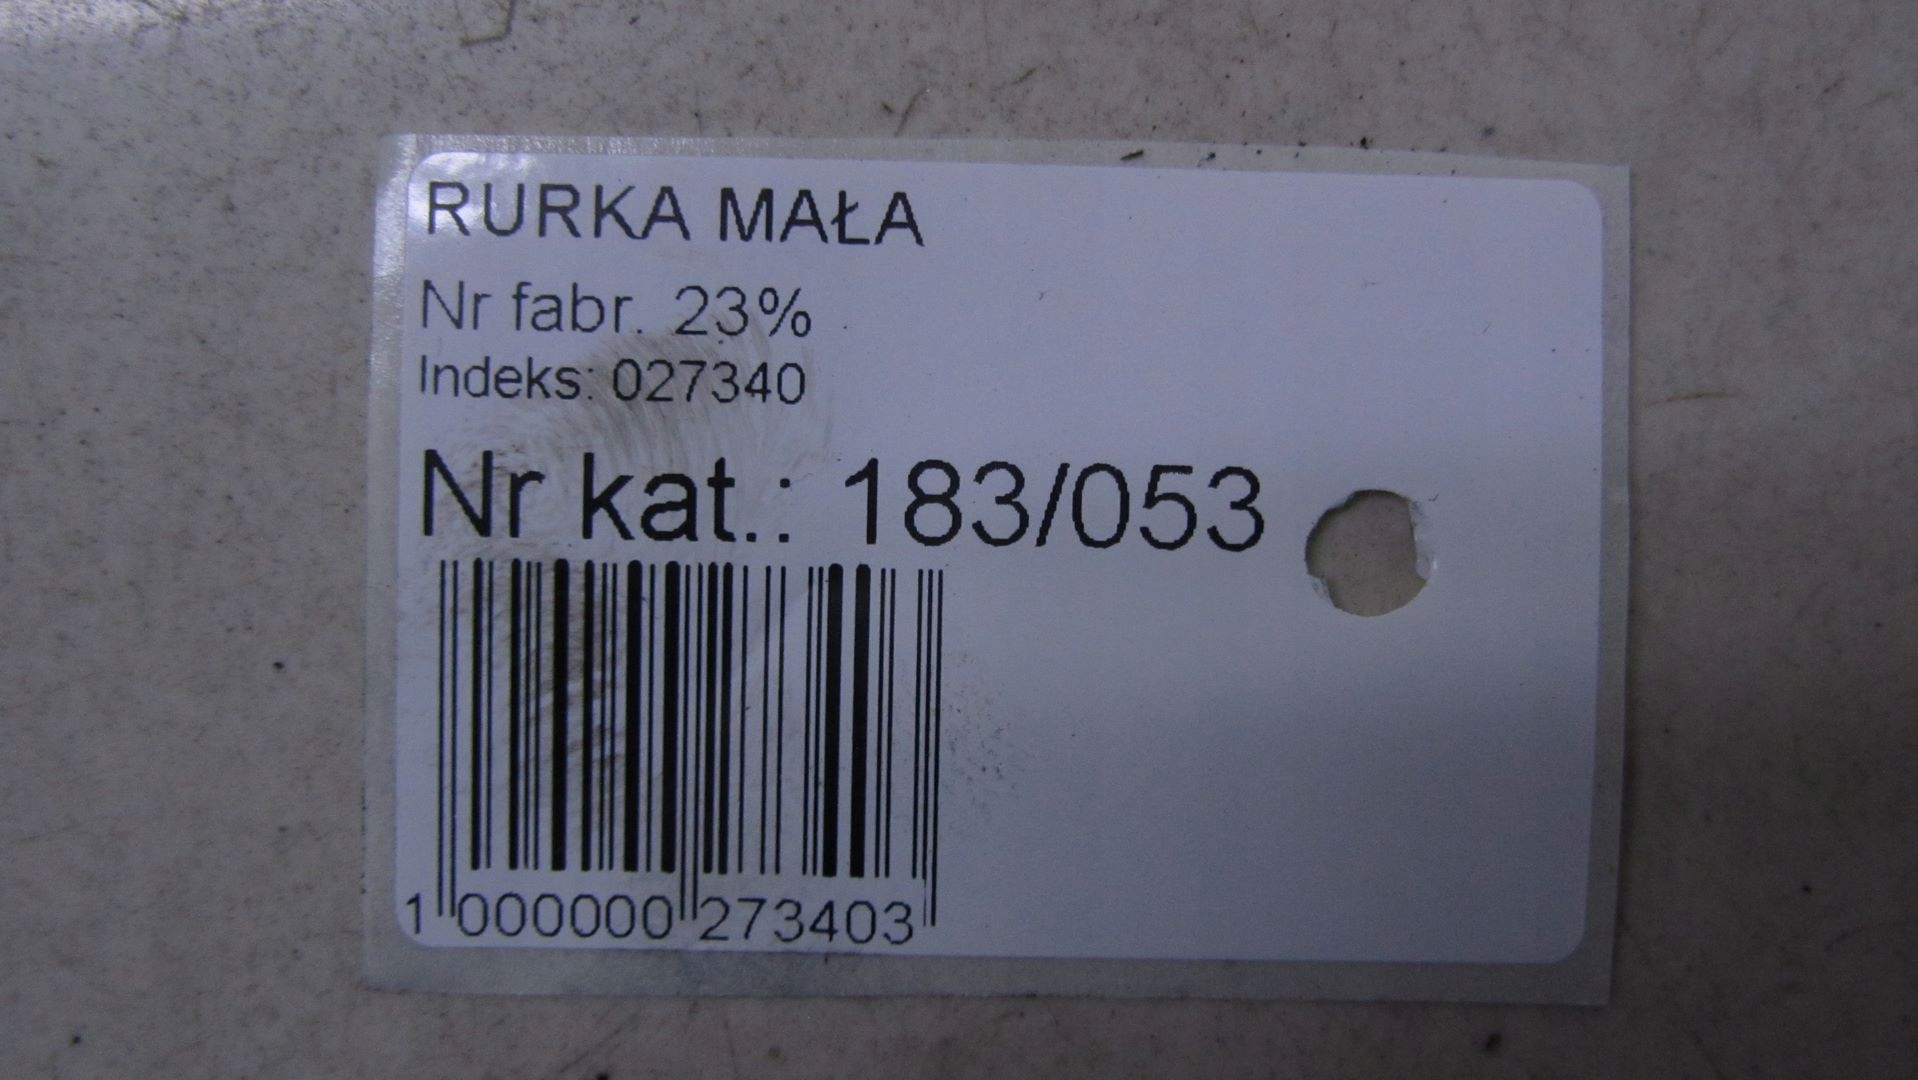 RURKA MAŁA
Nr fabr. 23%
Indeks: 027340
Nr kat.: 183/053
1 000000 273403